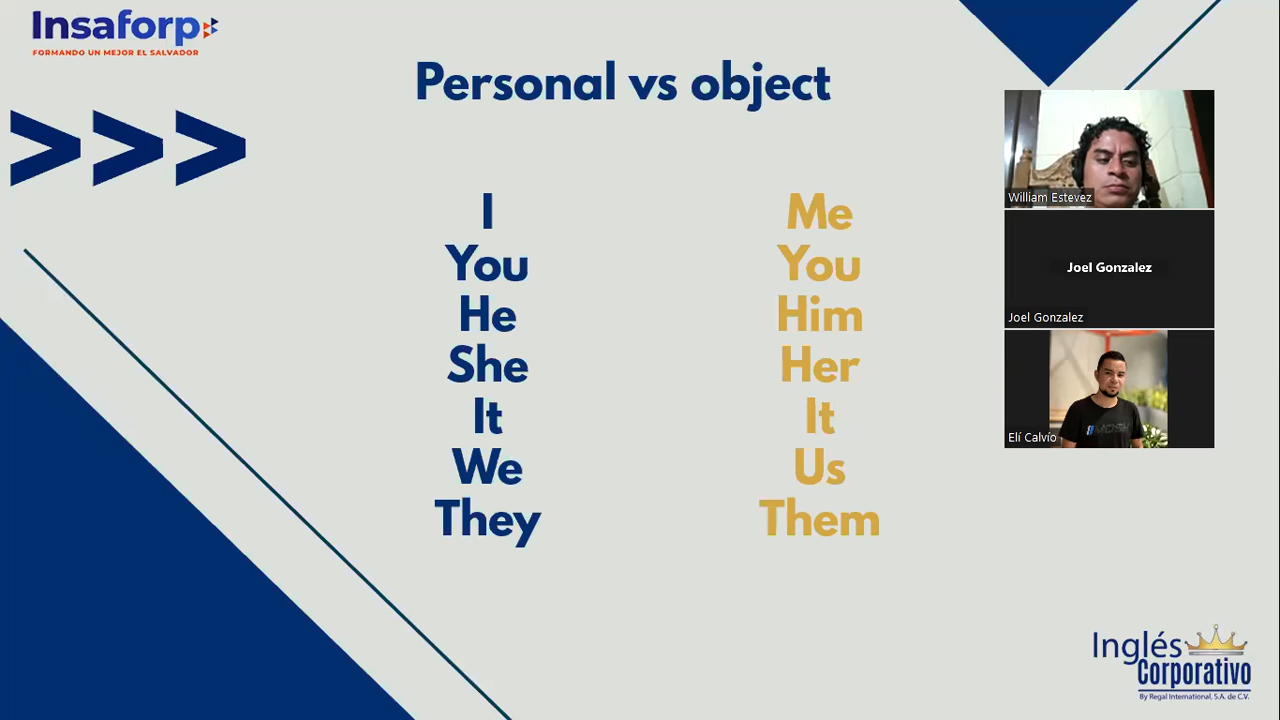 Insaforp
FORMANDO UN MEJOR EL SALVADOR
Personal vs object
>>>
I Me
You You
He Him
She Her
It It
We Us
They Them
William Estevez
Joel Gonzalez
Joel Gonzalez
Elí Calvío
Inglés
Corporativo
By Regal International, S.A. de C.V.